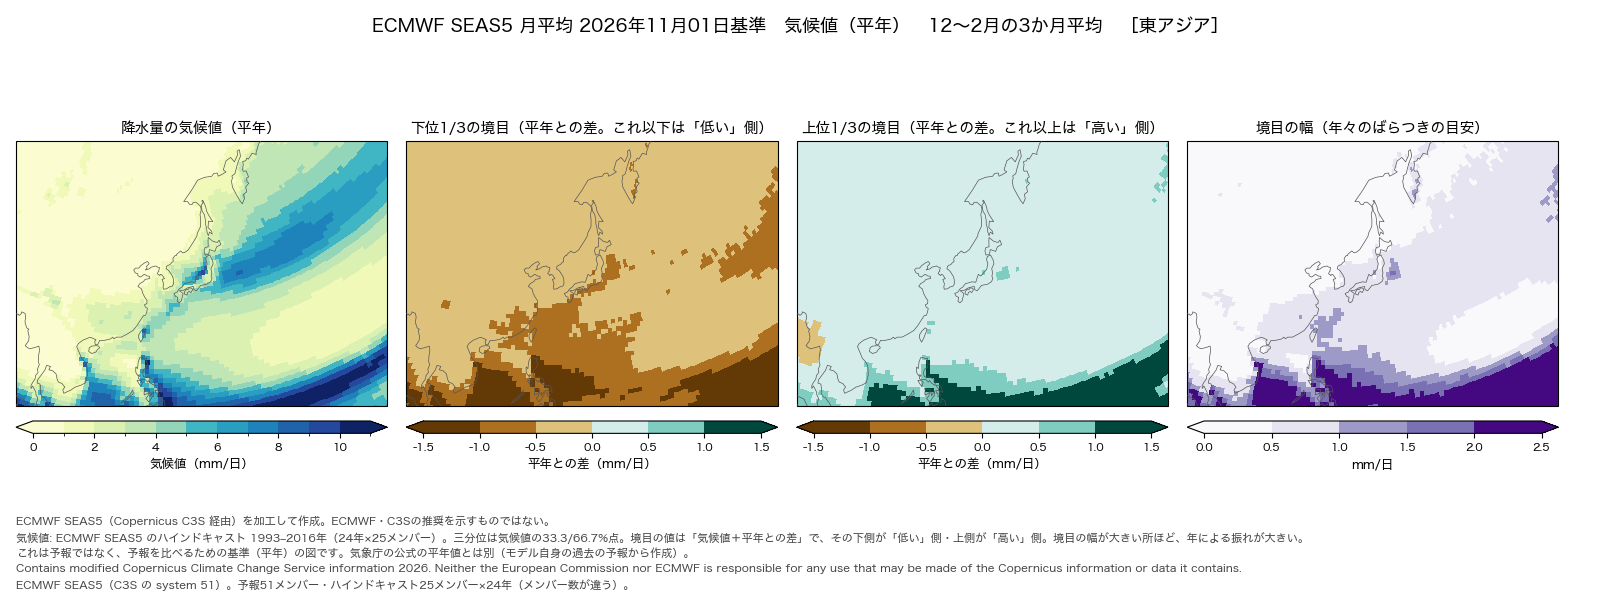 ECMWF SEAS5 月平均 2026年11月01日基準　気候値（平年）　12～2月の3か月平均　［東アジア］
降水量の気候値（平年）
下位1/3の境目（平年との差。これ以下は「低い」側）
上位1/3の境目（平年との差。これ以上は「高い」側）
境目の幅（年々のばらつきの目安）
0 2 4 6 8 10
気候値（mm/日）
-1.5 -1.0 -0.5 0.0 0.5 1.0 1.5
平年との差（mm/日）
-1.5 -1.0 -0.5 0.0 0.5 1.0 1.5
平年との差（mm/日）
0.0 0.5 1.0 1.5 2.0 2.5
mm/日
ECMWF SEAS5（Copernicus C3S 経由）を加工して作成。ECMWF・C3Sの推奨を示すものではない。
気候値: ECMWF SEAS5 のハインドキャスト 1993–2016年（24年×25メンバー）。三分位は気候値の33.3/66.7%点。境目の値は「気候値＋平年との差」で、その下側が「低い」側・上側が「高い」側。境目の幅が大きい所ほど、年による振れが大きい。
これは予報ではなく、予報を比べるための基準（平年）の図です。気象庁の公式の平年値とは別（モデル自身の過去の予報から作成）。
Contains modified Copernicus Climate Change Service information 2026. Neither the European Commission nor ECMWF is responsible for any use that may be made of the Copernicus information or data it contains.
ECMWF SEAS5（C3S の system 51）。予報51メンバー・ハインドキャスト25メンバー×24年（メンバー数が違う）。